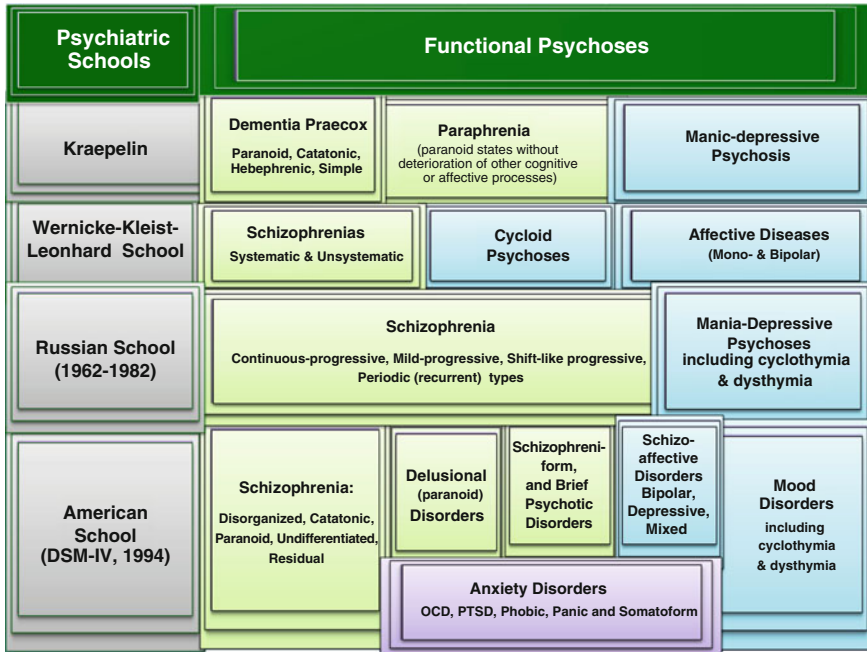 Psychiatric
Schools
Functional Psychoses
Kraepelin
Dementia Praecox
Paranoid, Catatonic,
Hebephrenic, Simple
Paraphrenia
(paranoid states without
deterioration of other cognitive
or affective processes)
Manic-depressive
Psychosis
Wernicke-Kleist-
Leonhard School
Schizophrenias
Systematic & Unsystematic
Cycloid
Psychoses
Affective Diseases
(Mono- & Bipolar)
Russian School
(1962-1982)
Schizophrenia
Continuous-progressive, Mild-progressive, Shift-like progressive,
Periodic (recurrent) types
Mania-Depressive
Psychoses
including cyclothymia
& dysthymia
American
School
(DSM-IV, 1994)
Schizophrenia:
Disorganized, Catatonic,
Paranoid, Undifferentiated,
Residual
Delusional
(paranoid)
Disorders
Schizophreni-
form,
and Brief
Psychotic
Disorders
Schizo-
affective
Disorders
Bipolar,
Depressive,
Mixed
Mood
Disorders
including
cyclothymia
& dysthymia
Anxiety Disorders
OCD, PTSD, Phobic, Panic and Somatoform